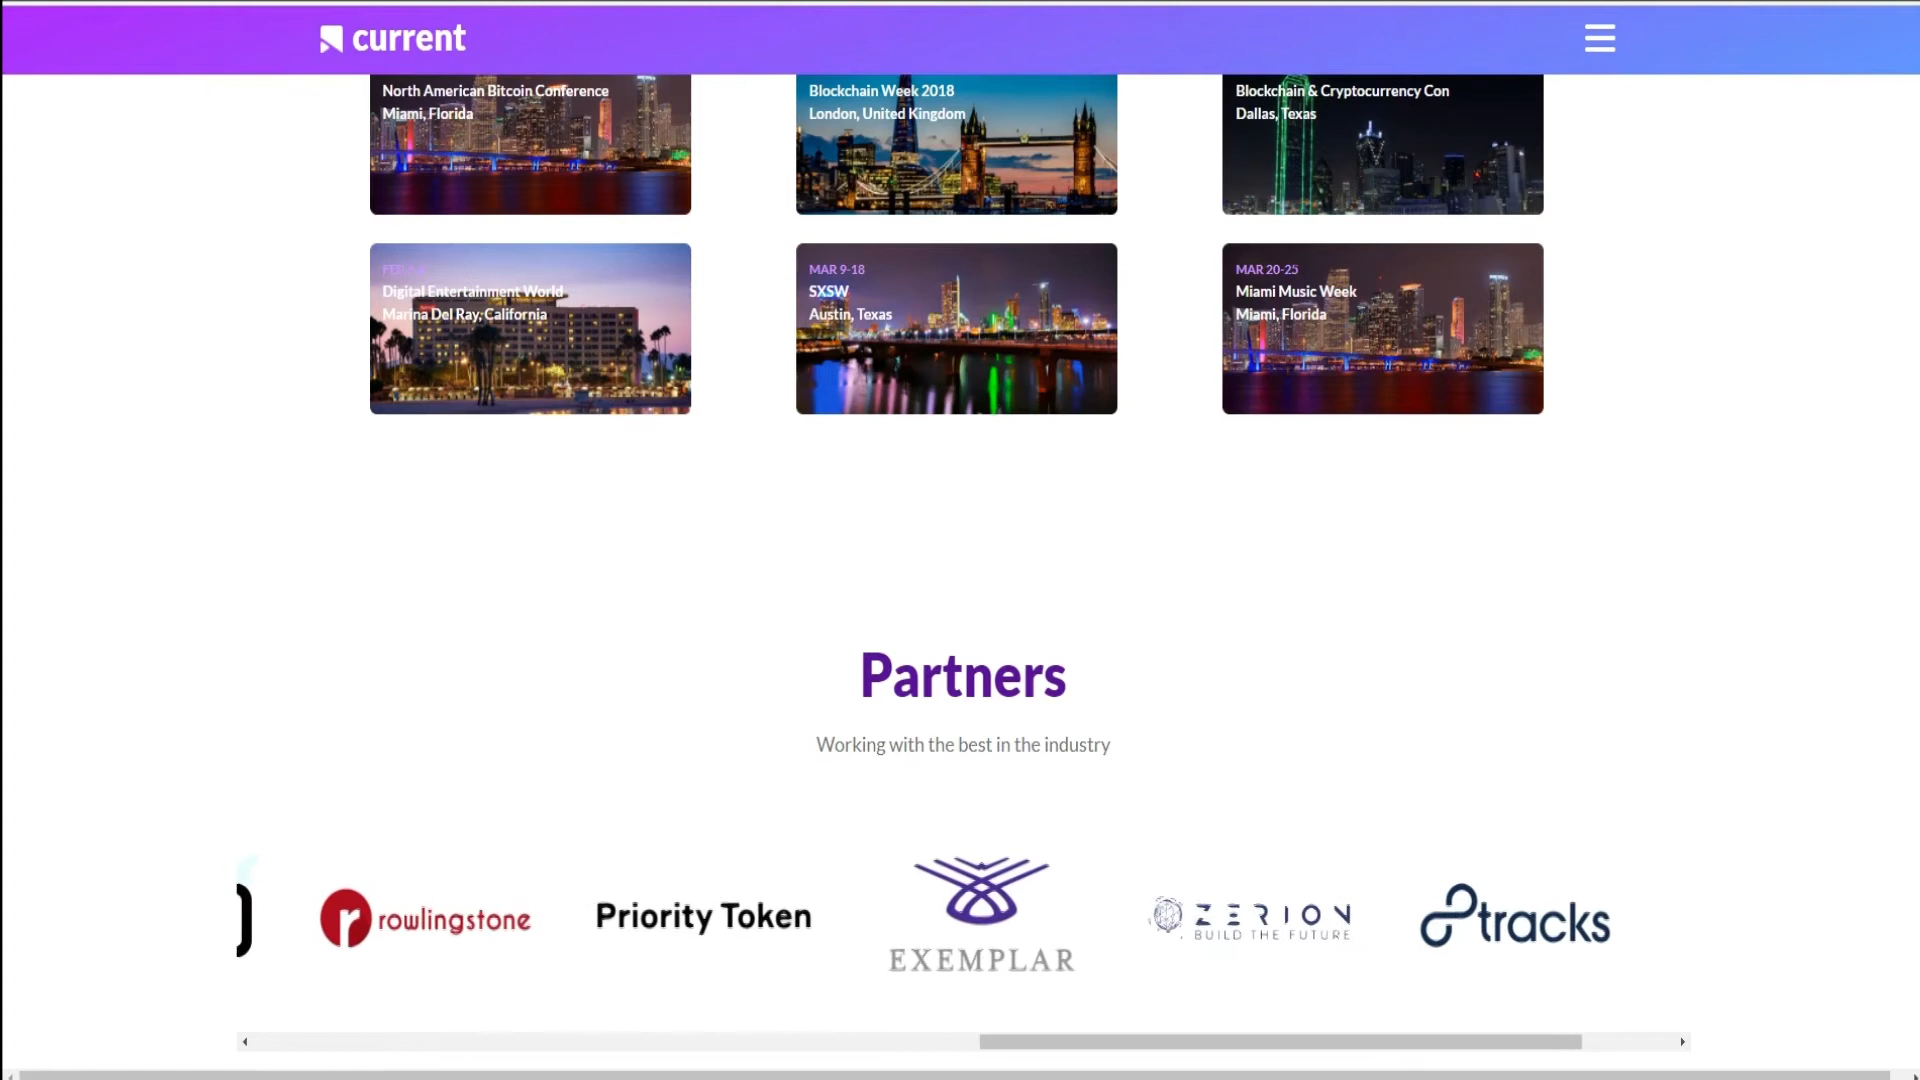 current
North American Bitcoin Conference
Miami, Florida
Blockchain Week 2018
London, United Kingdom
Blockchain & Cryptocurrency Con
Dallas, Texas
Digital Entertainment World
Marina Del Ray, California
MAR 9-18
SXSW
Austin, Texas
MAR 20-25
Miami Music Week
Miami, Florida
Partners
Working with the best in the industry
r rowlingstone
Priority Token
EXEMPLAR
ZERION
BUILD THE FUTURE
8tracks